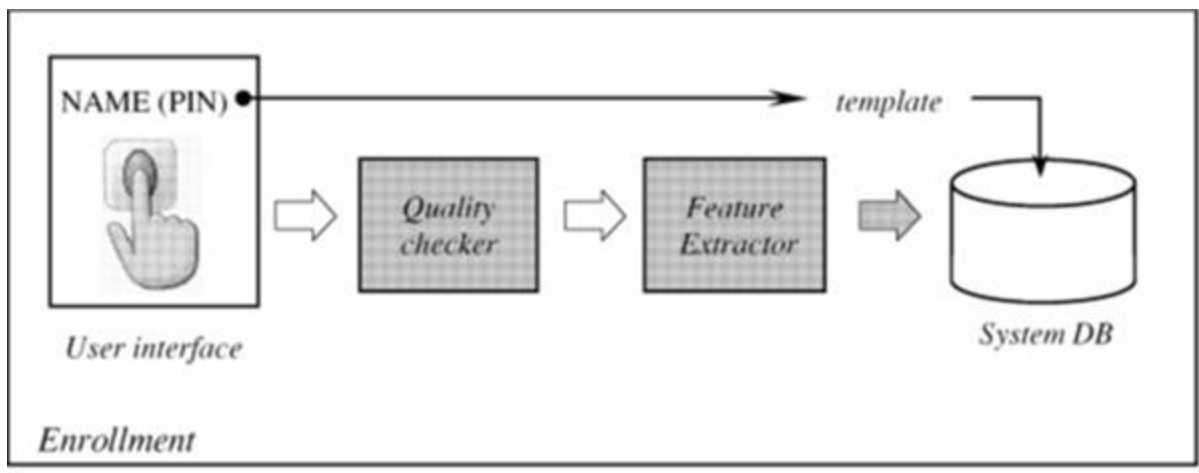 NAME (PIN)
template
Quality
checker
Feature
Extractor
User interface
System DB
Enrollment